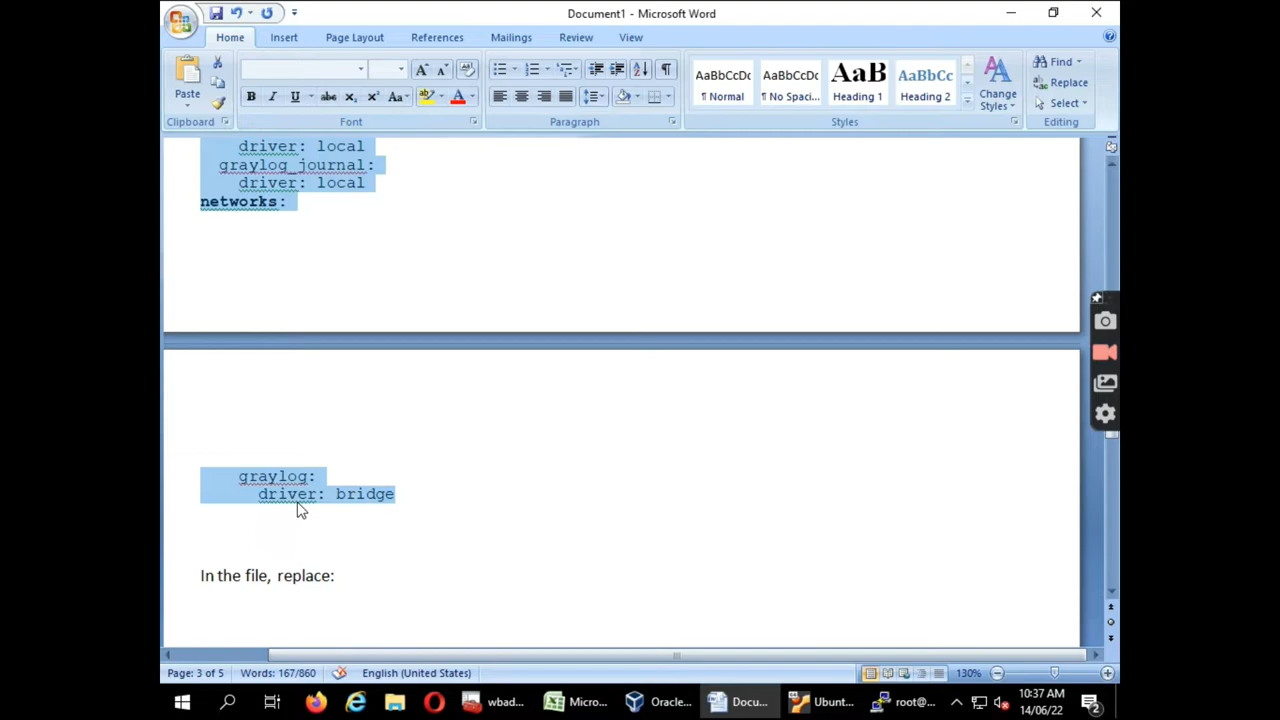 Document1 - Microsoft Word
Home Insert Page Layout References Mailings Review View
Paste
AaBbCcDc AaBbCcDc AaB AaBbCc
¶ Normal ¶ No Spaci... Heading 1 Heading 2
Change Styles
Find
Replace
Select
Clipboard Font Paragraph Styles Editing
driver: local
graylog_journal:
driver: local
networks:
graylog:
driver: bridge
In the file, replace:
Page: 3 of 5 Words: 167/860 English (United States) 130%
wbad... Micro... Oracle... Docu... Ubunt... root@... 10:37 AM
14/06/22
2